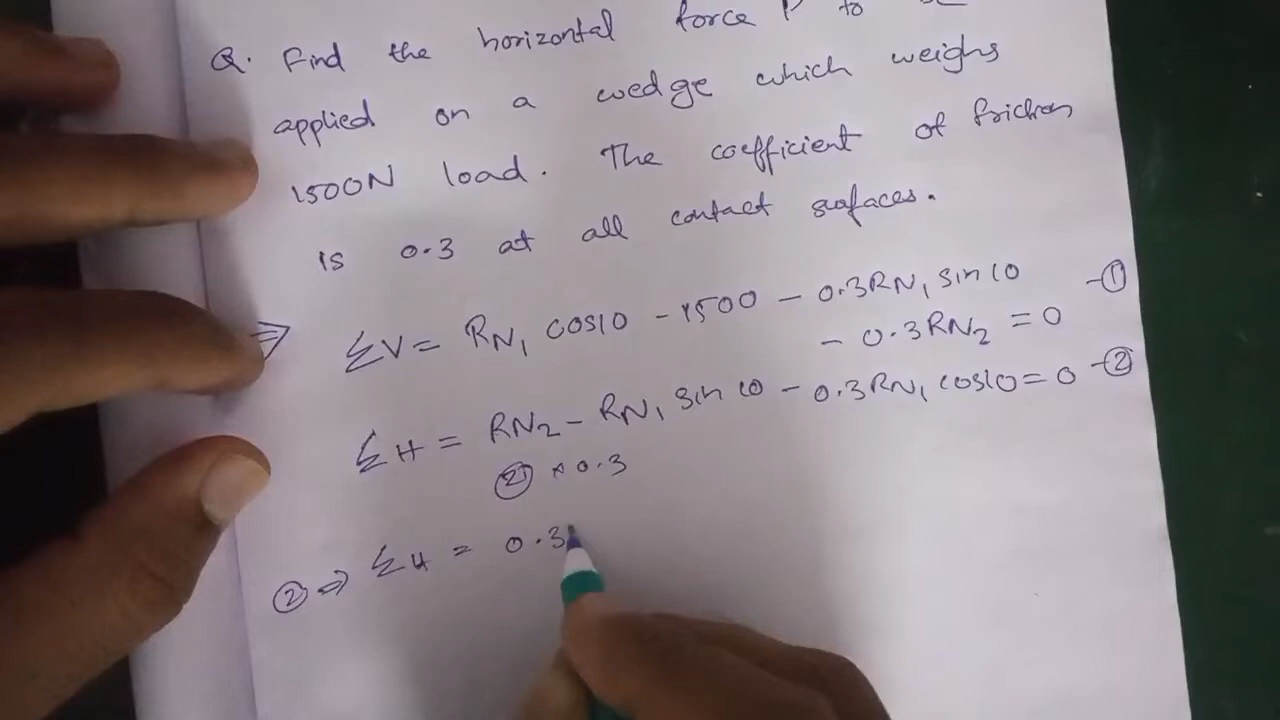 Q. Find the horizontal force P to
applied on a wedge which weighs
1500N load. The coefficient of friction
is 0.3 at all contact surfaces.
⇒ ΣV = RN₁ cos10 - 1500 - 0.3RN₁ sin10 -①
- 0.3RN₂ = 0
ΣH = RN₂ - RN₁ sin10 - 0.3RN₁ cos10 = 0 -②
② × 0.3
② ⇒ ΣH = 0.3